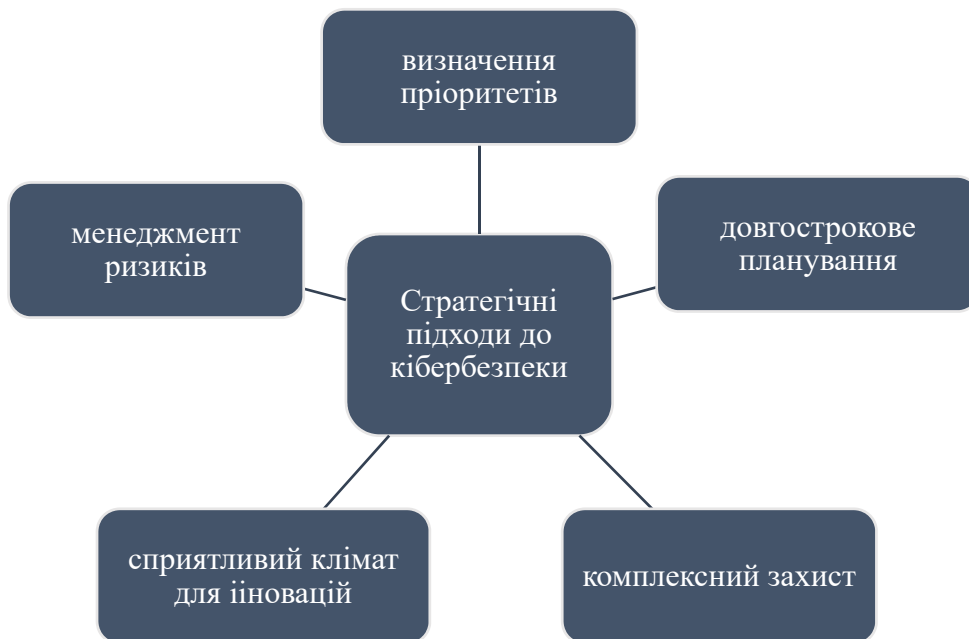 визначення
пріоритетів
менеджмент
ризиків
довгострокове
планування
Стратегічні
підходи до
кібербезпеки
сприятливий клімат
для ііновацій
комплексний захист